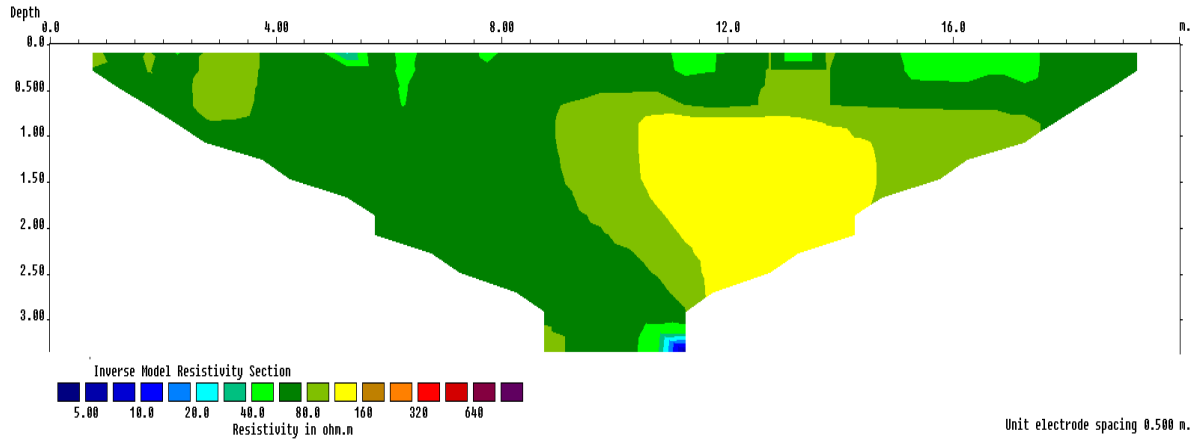 Depth
0.0 4.00 8.00 12.0 16.0 m.
0.0
0.500
1.00
1.50
2.00
2.50
3.00
Inverse Model Resistivity Section
5.00 10.0 20.0 40.0 80.0 160 320 640
Resistivity in ohm.m
Unit electrode spacing 0.500 m.